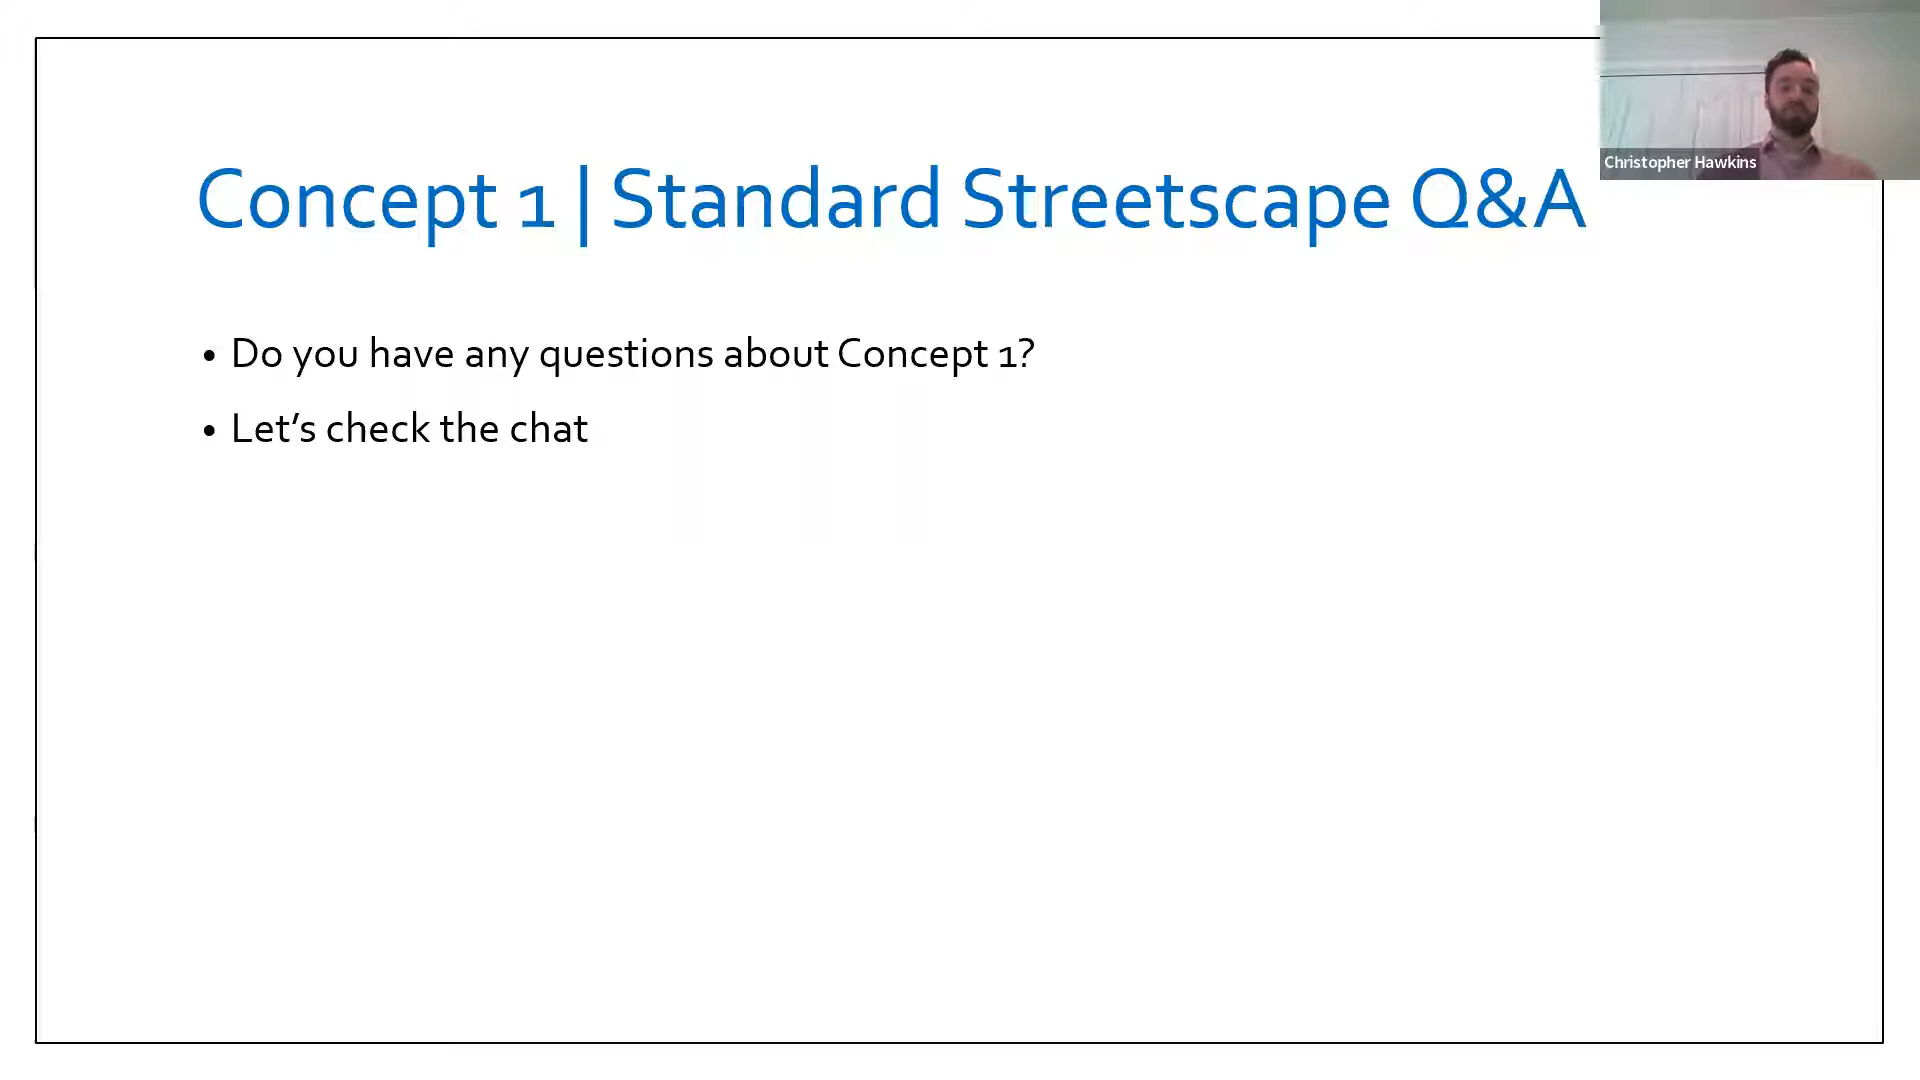 Concept 1 | Standard Streetscape Q&A
• Do you have any questions about Concept 1?
• Let’s check the chat
Christopher Hawkins